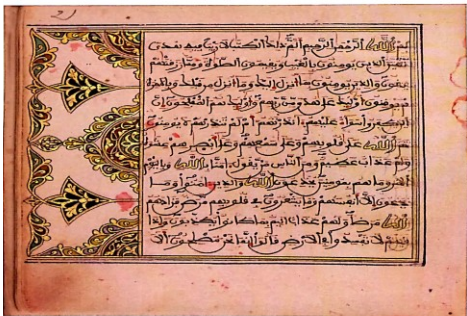 بسم الله الرحمن الرحيم الم ذلك الكتب لا ريب فيه هدى
للمتقين الذين يومنون بالغيب ويقيمون الصلوة ومما رزقنهم
ينفقون والذين يومنون بما انزل اليك وما انزل من قبلك وبالاخرة
هم يوقنون اوليك على هدى من ربهم واوليك هم المفلحون ان
الذين كفروا سواء عليهم ءانذرتهم ام لم تنذرهم لا يومنون
ختم الله على قلوبهم وعلى سمعهم وعلى ابصرهم غشوة
ولهم عذاب عظيم ومن الناس من يقول امنا بالله وباليوم
الاخر وما هم بمومنين يخدعون الله والذين امنوا وما
يخدعون الا انفسهم وما يشعرون في قلوبهم مرض فزادهم
الله مرضا ولهم عذاب اليم بما كانوا يكذبون واذا
قيل لهم لا تفسدوا في الارض قالوا انما نحن مصلحون الا